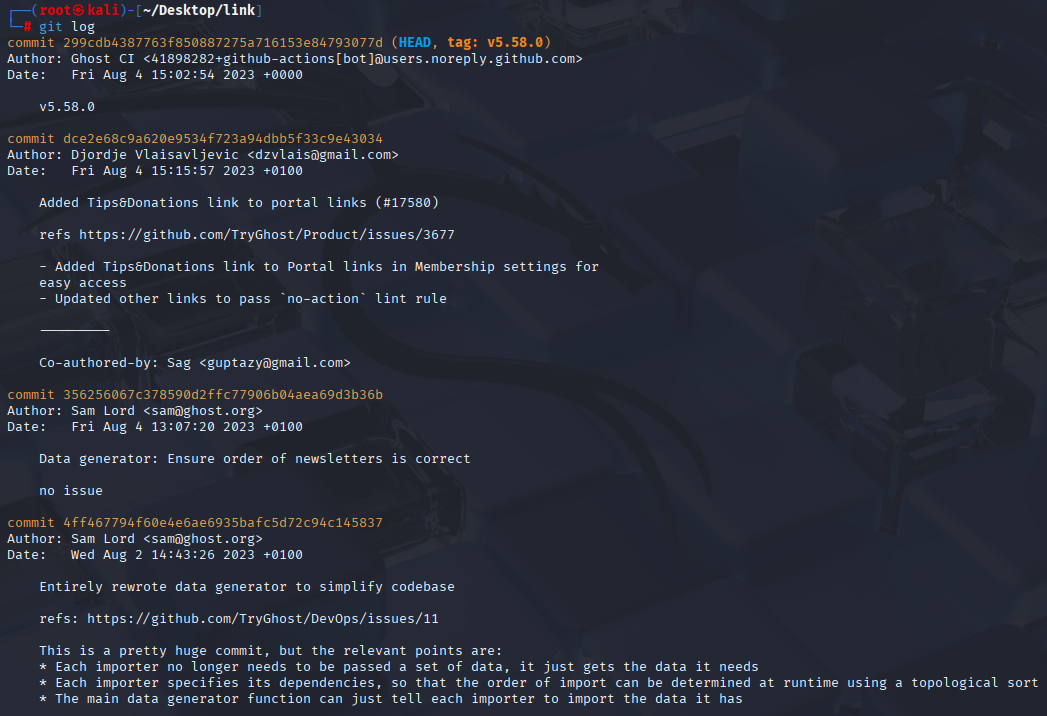 ┌──(root㉿kali)-[~/Desktop/link]
└─# git log
commit 299cdb4387763f850887275a716153e84793077d (HEAD, tag: v5.58.0)
Author: Ghost CI <41898282+github-actions[bot]@users.noreply.github.com>
Date:   Fri Aug 4 15:02:54 2023 +0000

    v5.58.0

commit dce2e68c9a620e9534f723a94dbb5f33c9e43034
Author: Djordje Vlaisavljevic <dzvlais@gmail.com>
Date:   Fri Aug 4 15:15:57 2023 +0100

    Added Tips&Donations link to portal links (#17580)

    refs https://github.com/TryGhost/Product/issues/3677

    - Added Tips&Donations link to Portal links in Membership settings for
    easy access
    - Updated other links to pass `no-action` lint rule

    ---------

    Co-authored-by: Sag <guptazy@gmail.com>

commit 356256067c378590d2ffc77906b04aea69d3b36b
Author: Sam Lord <sam@ghost.org>
Date:   Fri Aug 4 13:07:20 2023 +0100

    Data generator: Ensure order of newsletters is correct

    no issue

commit 4ff467794f60e4e6ae6935bafc5d72c94c145837
Author: Sam Lord <sam@ghost.org>
Date:   Wed Aug 2 14:43:26 2023 +0100

    Entirely rewrote data generator to simplify codebase

    refs: https://github.com/TryGhost/DevOps/issues/11

    This is a pretty huge commit, but the relevant points are:
    * Each importer no longer needs to be passed a set of data, it just gets the data it needs
    * Each importer specifies its dependencies, so that the order of import can be determined at runtime using a topological sort
    * The main data generator function can just tell each importer to import the data it has